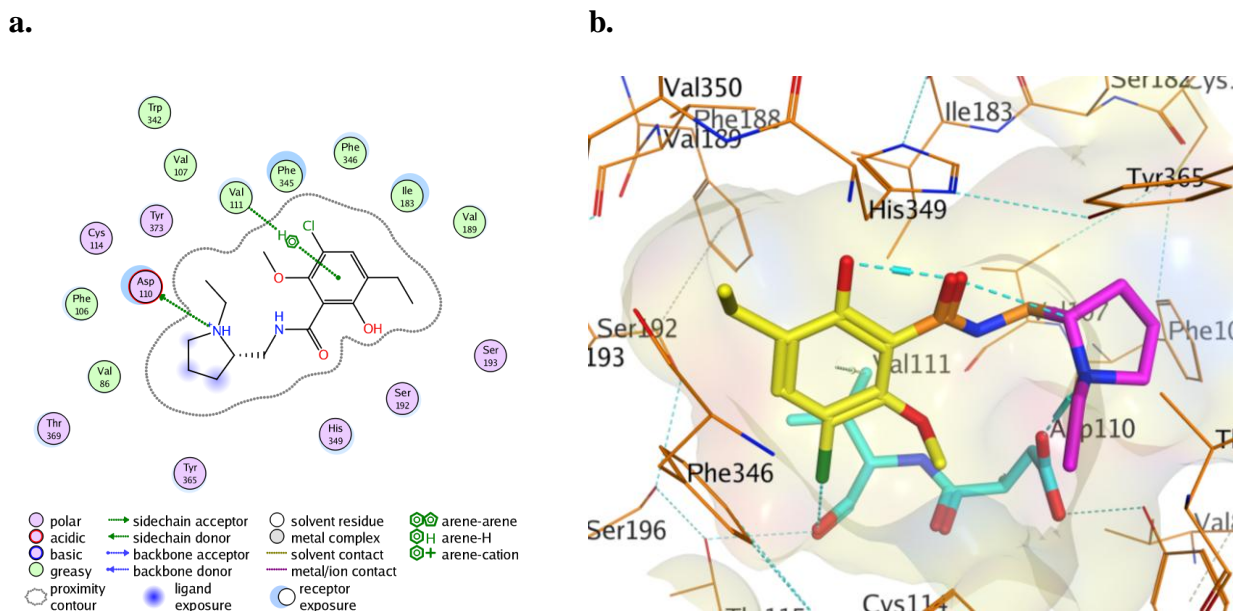 a.
b.
Trp
342
Val
107
Phe
346
Phe
345
Val
111
Ile
183
Val
189
Tyr
373
Cys
114
Asp
110
Phe
106
Val
86
Thr
369
Tyr
365
His
349
Ser
192
Ser
193
H
Cl
O
NH
O
OH
NH
polar
acidic
basic
greasy
proximity
contour
sidechain acceptor
sidechain donor
backbone acceptor
backbone donor
ligand
exposure
solvent residue
metal complex
solvent contact
metal/ion contact
receptor
exposure
arene-arene
H arene-H
+ arene-cation
Val350
Phe188
Val189
Ile183
Ser182
His349
Tyr365
Ser192
193
Val111
Phe346
Ser196
Cys114